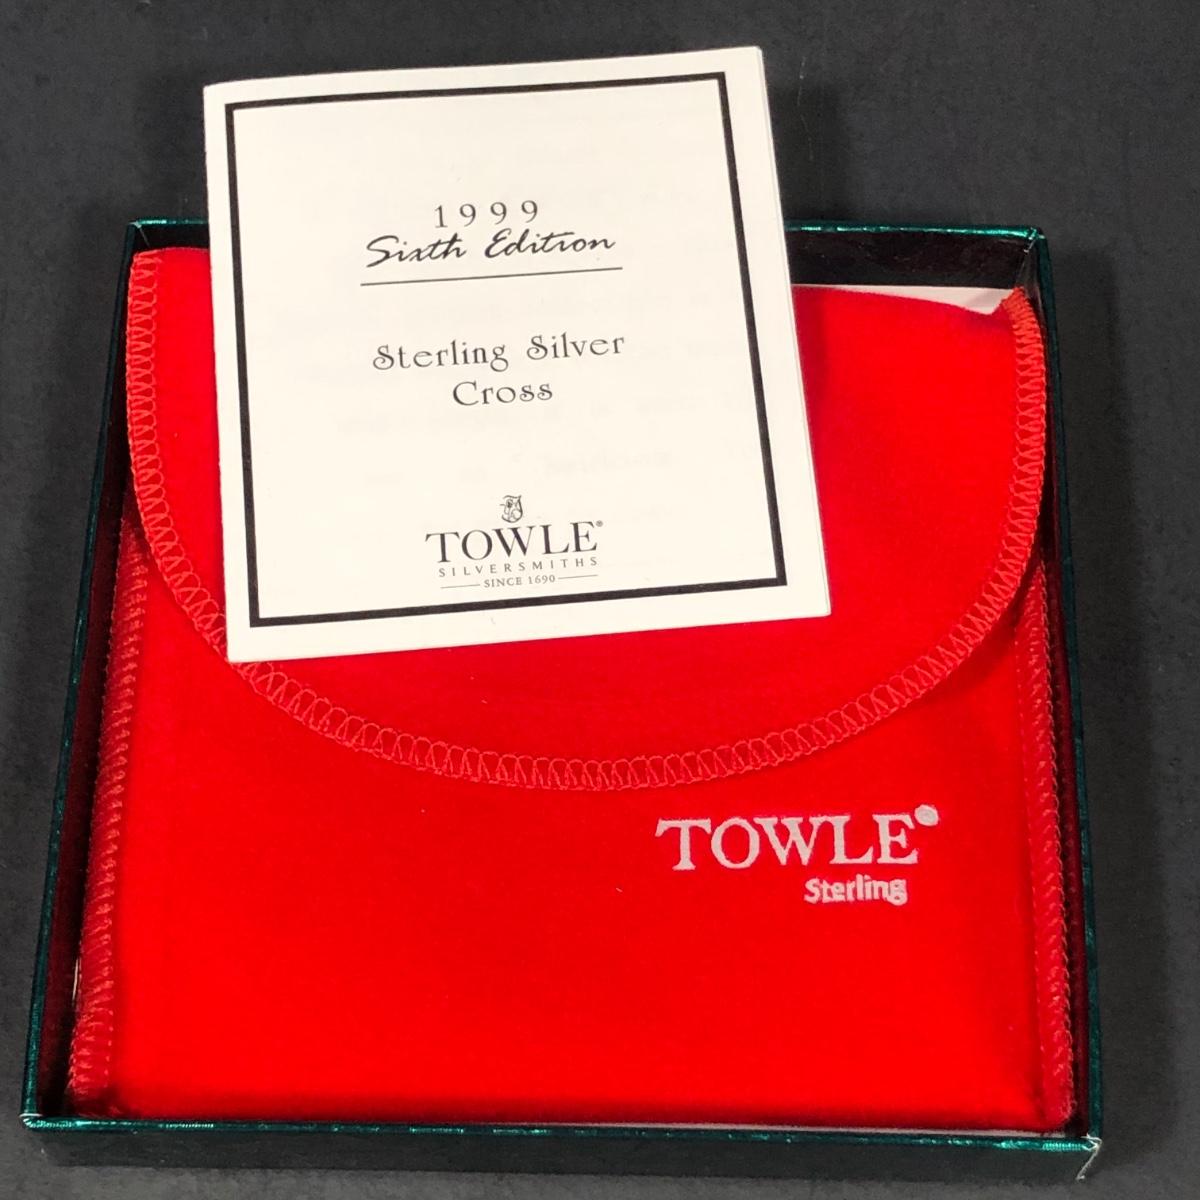 1999
Sixth Edition
Sterling Silver
Cross
TOWLE®
SILVERSMITHS
SINCE 1690
TOWLE®
Sterling